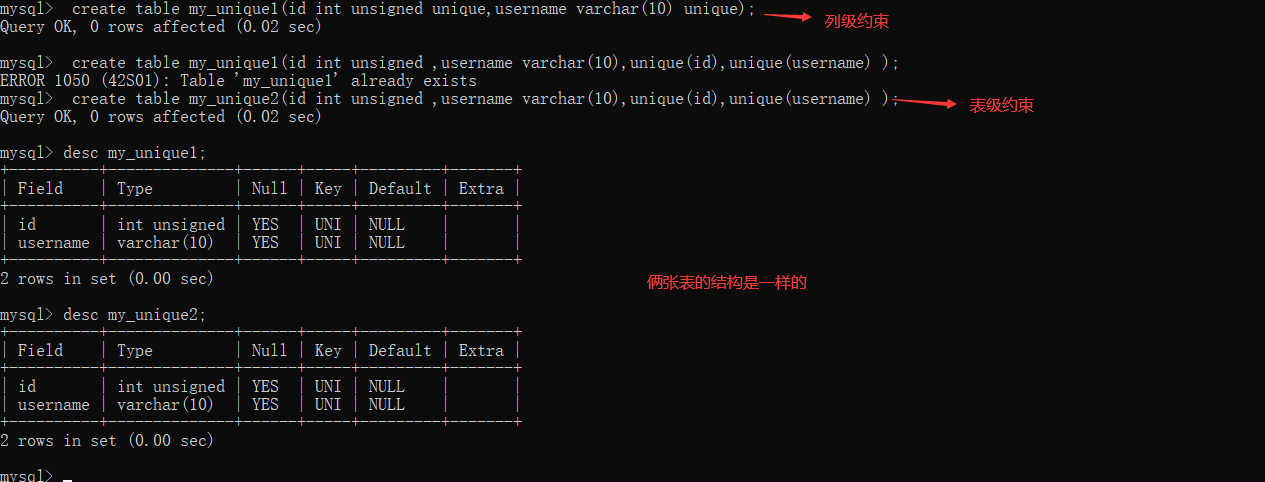 mysql>  create table my_unique1(id int unsigned unique,username varchar(10) unique);
列级约束
Query OK, 0 rows affected (0.02 sec)
mysql>  create table my_unique1(id int unsigned ,username varchar(10),unique(id),unique(username) );
ERROR 1050 (42S01): Table 'my_unique1' already exists
mysql>  create table my_unique2(id int unsigned ,username varchar(10),unique(id),unique(username) );
表级约束
Query OK, 0 rows affected (0.02 sec)
mysql> desc my_unique1;
+----------+--------------+------+-----+---------+-------+
| Field    | Type         | Null | Key | Default | Extra |
+----------+--------------+------+-----+---------+-------+
| id       | int unsigned | YES  | UNI | NULL    |       |
| username | varchar(10)  | YES  | UNI | NULL    |       |
+----------+--------------+------+-----+---------+-------+
2 rows in set (0.00 sec)
俩张表的结构是一样的
mysql> desc my_unique2;
+----------+--------------+------+-----+---------+-------+
| Field    | Type         | Null | Key | Default | Extra |
+----------+--------------+------+-----+---------+-------+
| id       | int unsigned | YES  | UNI | NULL    |       |
| username | varchar(10)  | YES  | UNI | NULL    |       |
+----------+--------------+------+-----+---------+-------+
2 rows in set (0.00 sec)
mysql> _